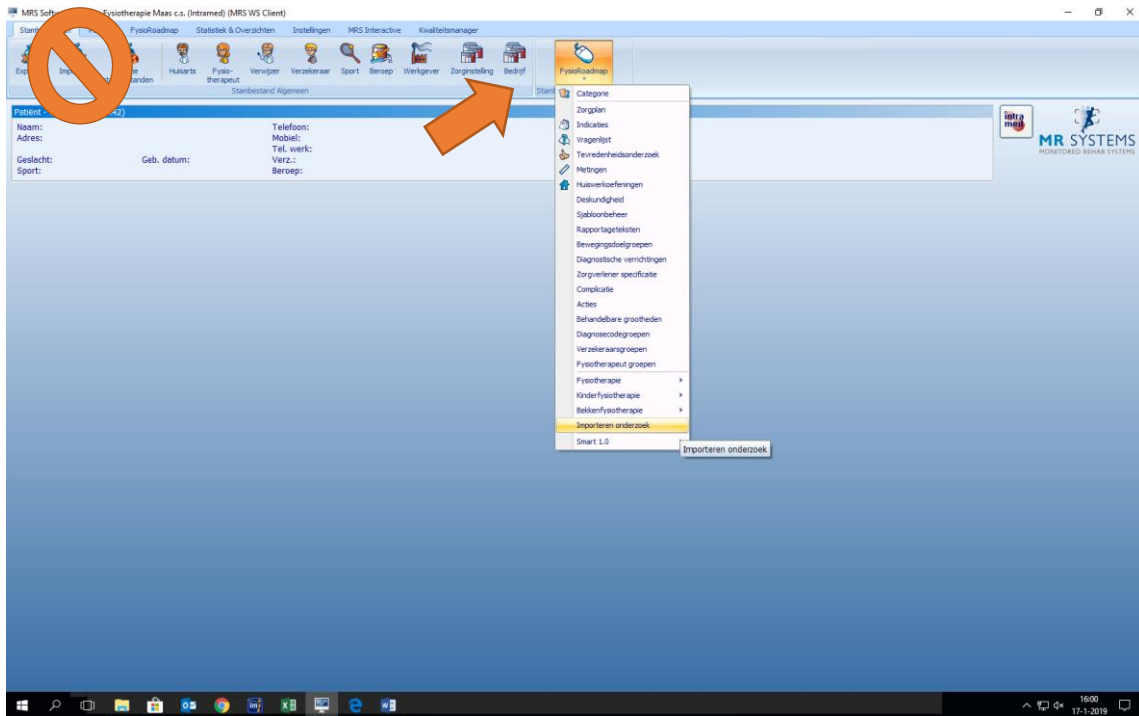 Fysiotherapie Maas c.s. (Intramed) (MRS WS Client)
FysioRoadmap Statistiek & Overzichten Instellingen MRS Interactive Kwaliteitsmanager
Huisarts Fysio-therapeut Verwijzer Verzekeraar Sport Beroep Werkgever Zorginstelling Bedrijf FysioRoadmap
Stambestand Algemeen
Naam: Telefoon:
Adres: Mobiel:
Tel. werk:
Geslacht: Geb. datum: Verz.:
Sport: Beroep:
intra
med
MR SYSTEMS
MONITORED REHAB SYSTEMS
Categorie
Zorgplan
Indicaties
Vragenlijst
Tevredenheidsonderzoek
Metingen
Huiswerkoefeningen
Deskundigheid
Sjabloonbeheer
Rapportageteksten
Bewegingsdoelgroepen
Diagnostische verrichtingen
Zorgverlener specificatie
Complicatie
Acties
Behandelbare grootheden
Diagnosecodegroepen
Verzekeraarsgroepen
Fysiotherapeut groepen
Fysiotherapie
Kinderfysiotherapie
Bekkenfysiotherapie
Importeren onderzoek
Smart 1.0
Importeren onderzoek
16:00
17-1-2019